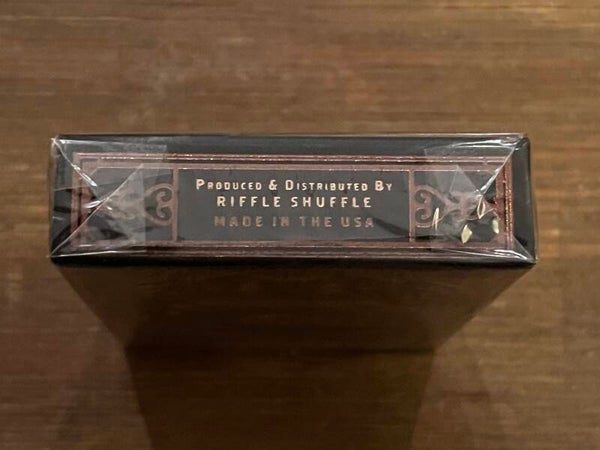 Produced & Distributed By
RIFFLE SHUFFLE
MADE IN THE USA